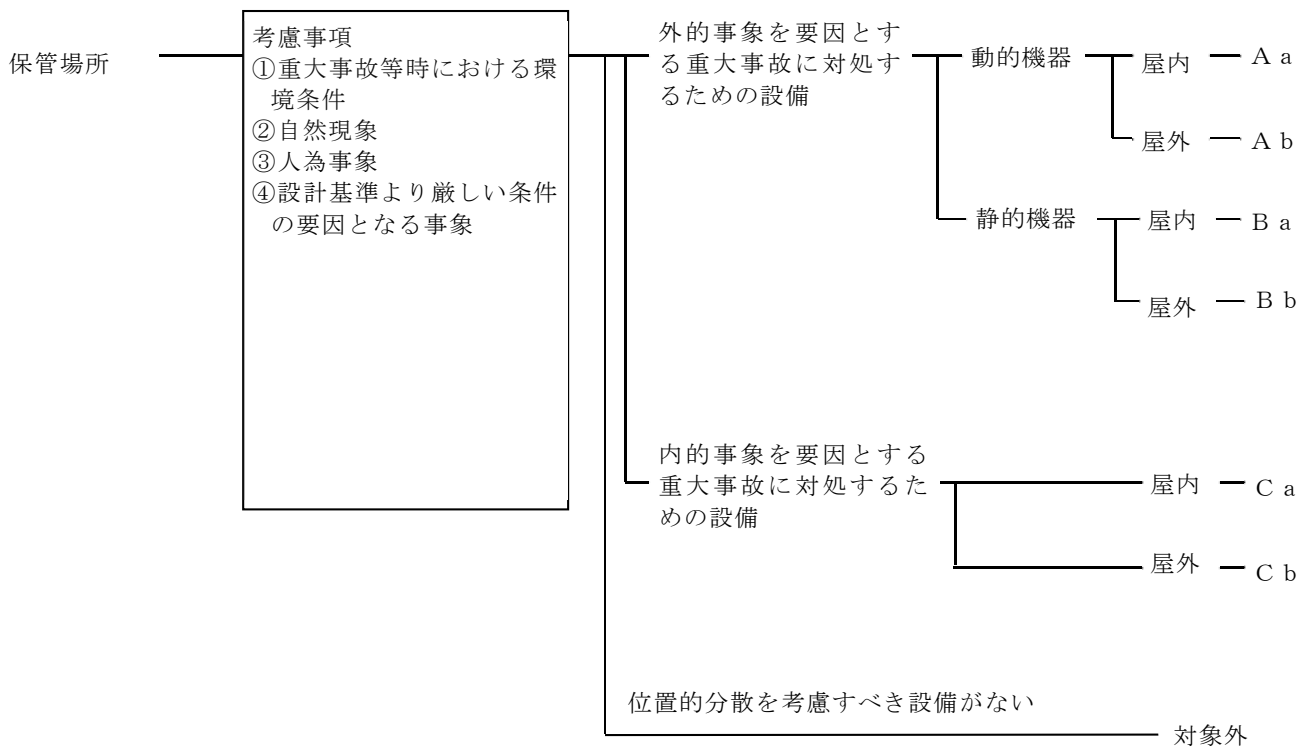 保管場所
考慮事項
①重大事故等時における環
境条件
②自然現象
③人為事象
④設計基準より厳しい条件
の要因となる事象
外的事象を要因とす
る重大事故に対処す
るための設備
動的機器
屋内
Ａａ
屋外
Ａｂ
静的機器
屋内
Ｂａ
屋外
Ｂｂ
内的事象を要因とする
重大事故に対処するた
めの設備
屋内
Ｃａ
屋外
Ｃｂ
位置的分散を考慮すべき設備がない
対象外